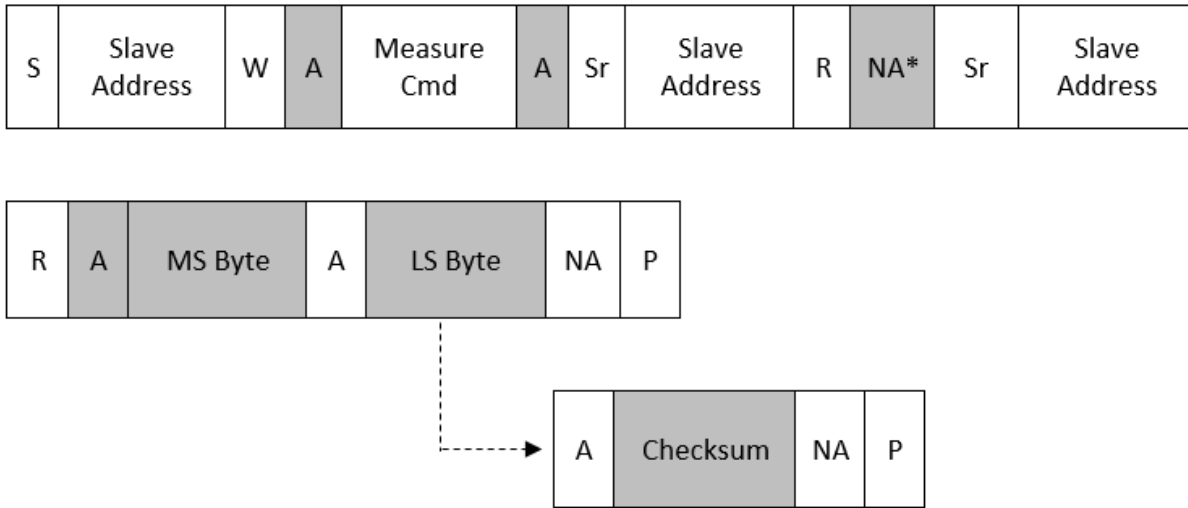 S Slave Address W A Measure Cmd A Sr Slave Address R NA* Sr Slave Address
R A MS Byte A LS Byte NA P
A Checksum NA P